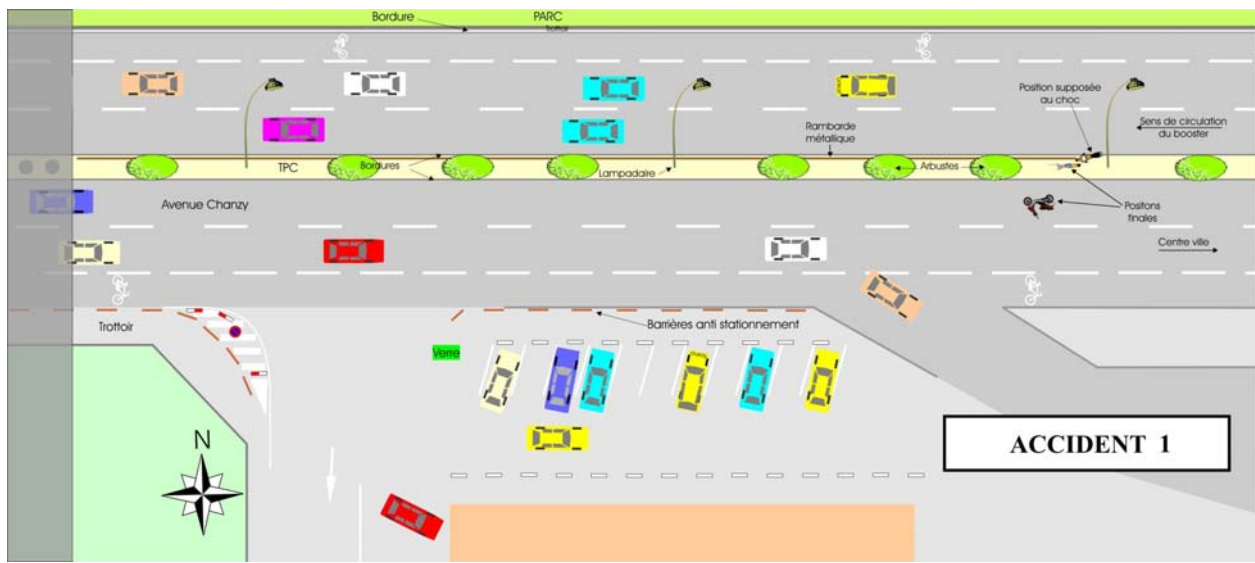 Bordure
PARC
Trottoir
Position supposée
au choc
Rambarde
métallique
Sens de circulation
du booster
TPC
Bordures
Lampadaire
Arbustes
Avenue Chanzy
Positons
finales
Centre ville
Trottoir
Barrières anti stationnement
Verre
ACCIDENT 1
N